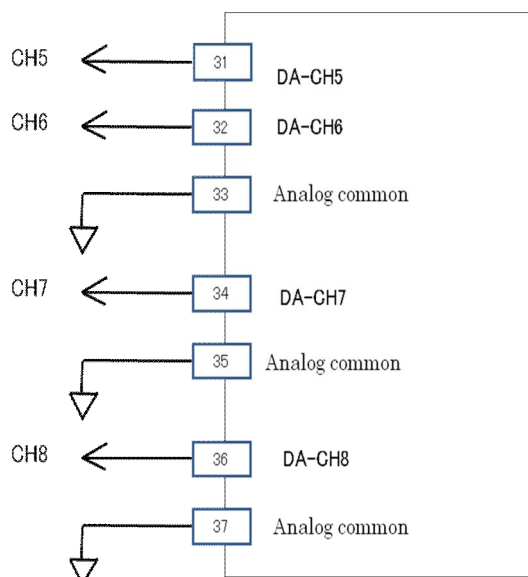 CH5 31 DA-CH5
CH6 32 DA-CH6
33 Analog common
CH7 34 DA-CH7
35 Analog common
CH8 36 DA-CH8
37 Analog common